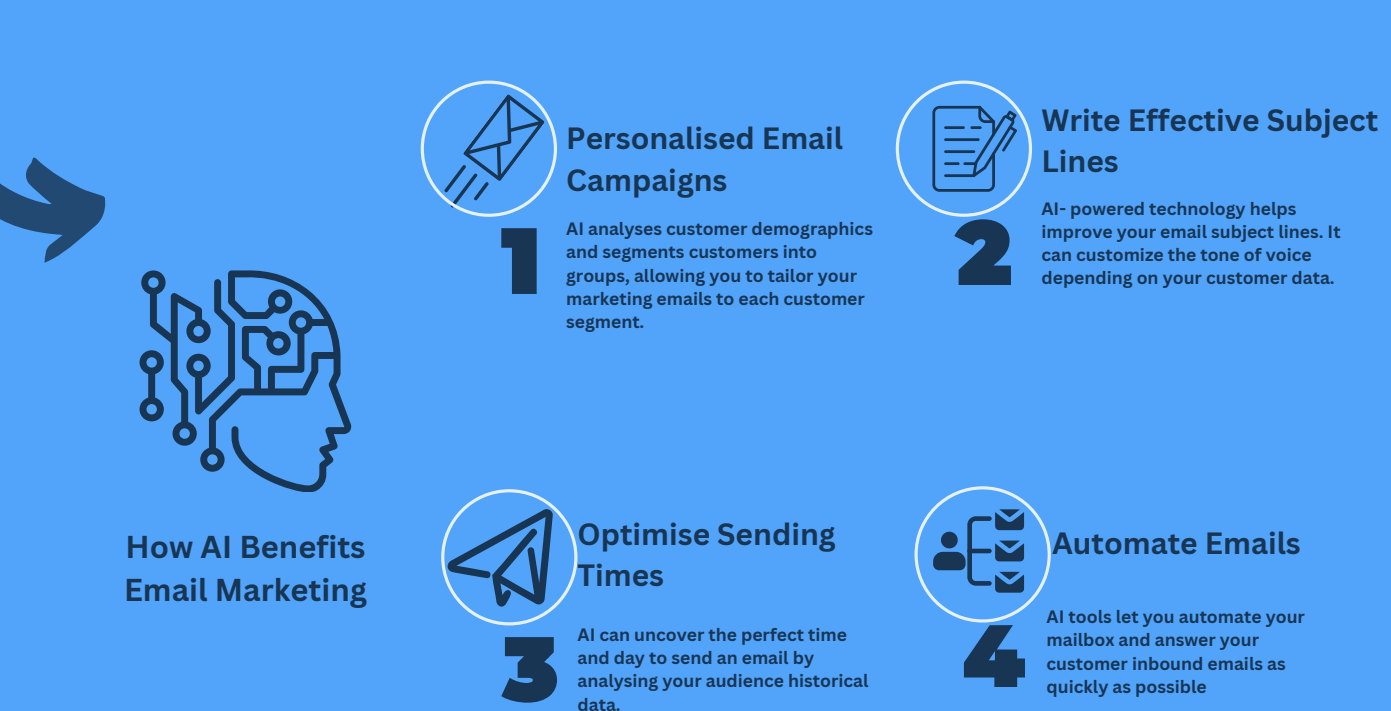 How AI Benefits
Email Marketing
1
Personalised Email
Campaigns
AI analyses customer demographics
and segments customers into
groups, allowing you to tailor your
marketing emails to each customer
segment.
2
Write Effective Subject
Lines
AI- powered technology helps
improve your email subject lines. It
can customize the tone of voice
depending on your customer data.
3
Optimise Sending
Times
AI can uncover the perfect time
and day to send an email by
analysing your audience historical
data.
4
Automate Emails
AI tools let you automate your
mailbox and answer your
customer inbound emails as
quickly as possible